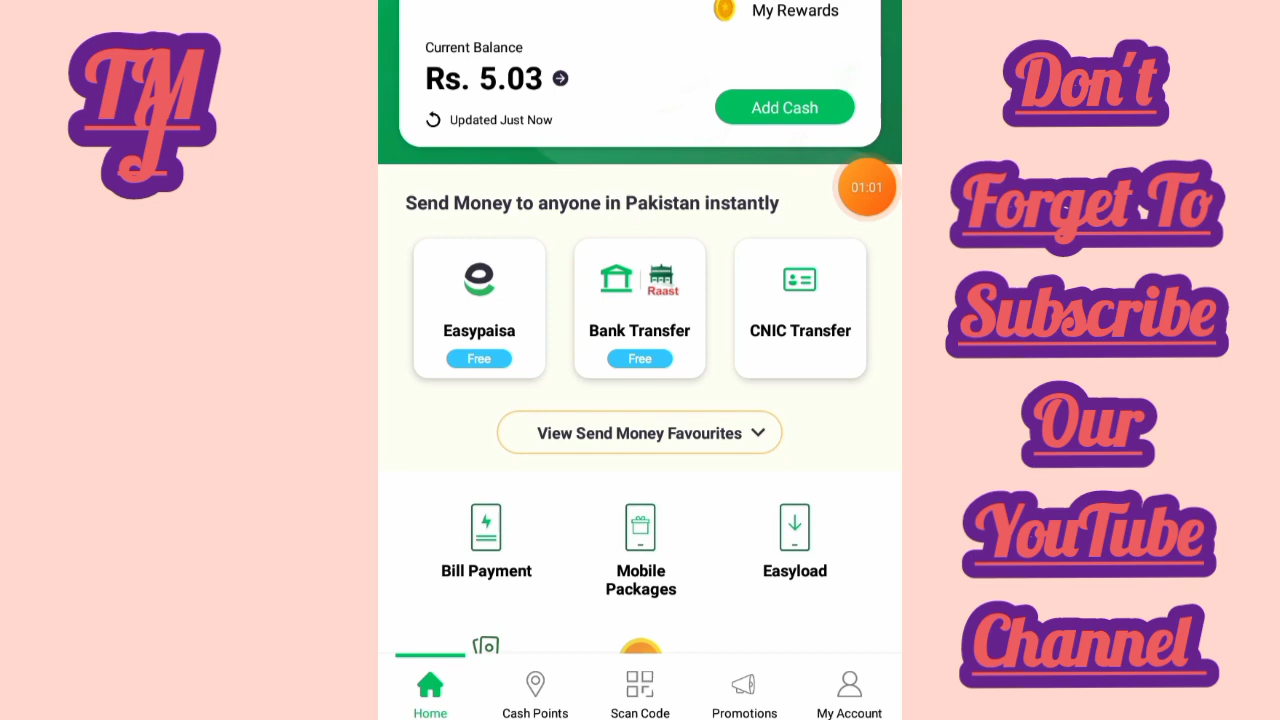 TMJ
My Rewards
Current Balance
Rs. 5.03
Updated Just Now
Add Cash
01:01
Send Money to anyone in Pakistan instantly
Raast
Easypaisa
Bank Transfer
CNIC Transfer
Free
Free
View Send Money Favourites
Bill Payment
Mobile
Packages
Easyload
Home
Cash Points
Scan Code
Promotions
My Account
Don't
Forget To
Subscribe
Our
YouTube
Channel